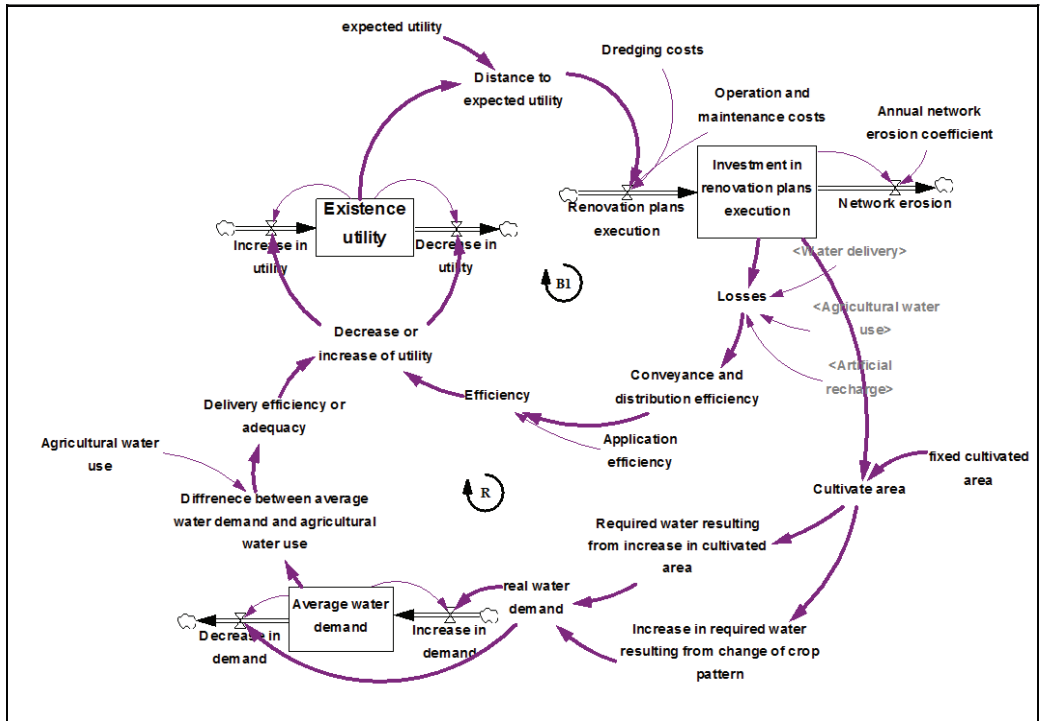 expected utility
Dredging costs
Distance to
expected utility
Operation and
maintenance costs
Annual network
erosion coefficient
Investment in
renovation plans
execution
Renovation plans
execution
Network erosion
Existence
utility
Increase in
utility
Decrease in
utility
B1
<Water delivery>
Losses
<Agricultural water
use>
<Artificial
recharge>
Decrease or
increase of utility
Conveyance and
distribution efficiency
Efficiency
Delivery efficiency or
adequacy
Application
efficiency
Agricultural water
use
fixed cultivated
area
R
Cultivate area
Diffrenece between average
water demand and agricultural
water use
Required water resulting
from increase in cultivated
area
real water
demand
Average water
demand
Increase in
demand
Decrease in
demand
Increase in required water
resulting from change of crop
pattern